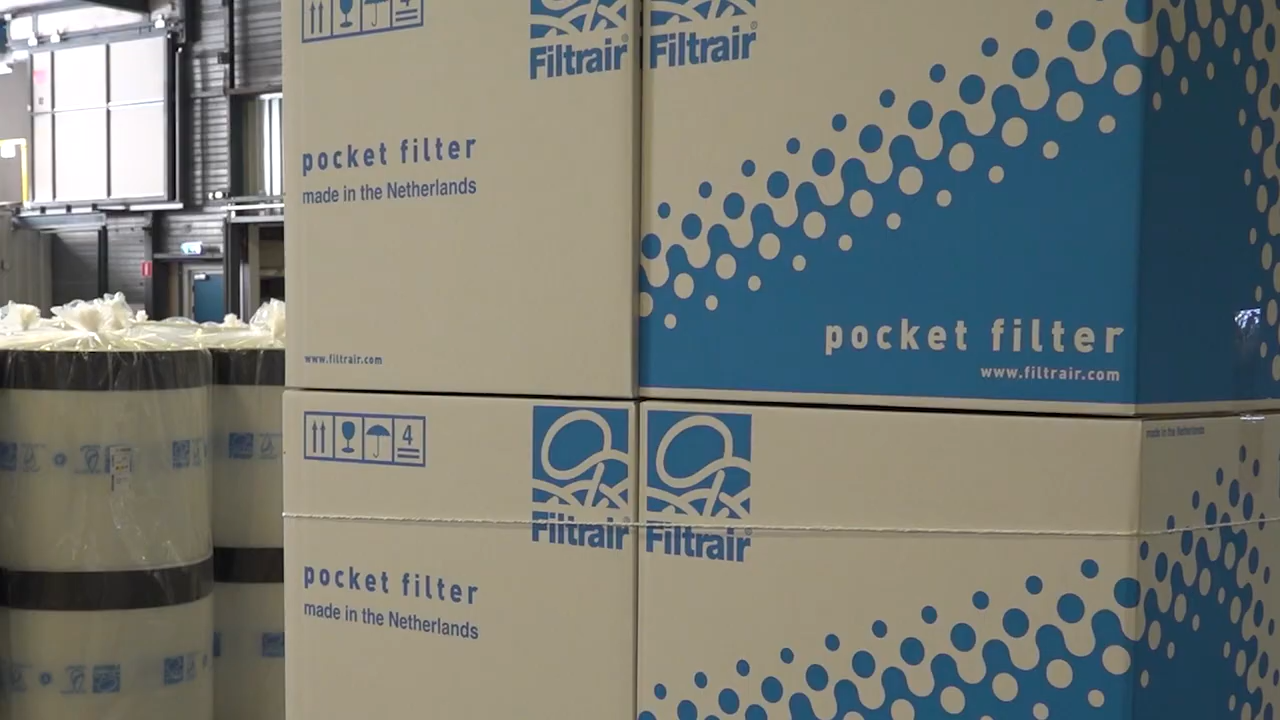 4
Filtrair®
Filtrair®
pocket filter
made in the Netherlands
www.filtrair.com
pocket filter
www.filtrair.com
4
Filtrair
Filtrair
made in the Netherlands
pocket filter
made in the Netherlands